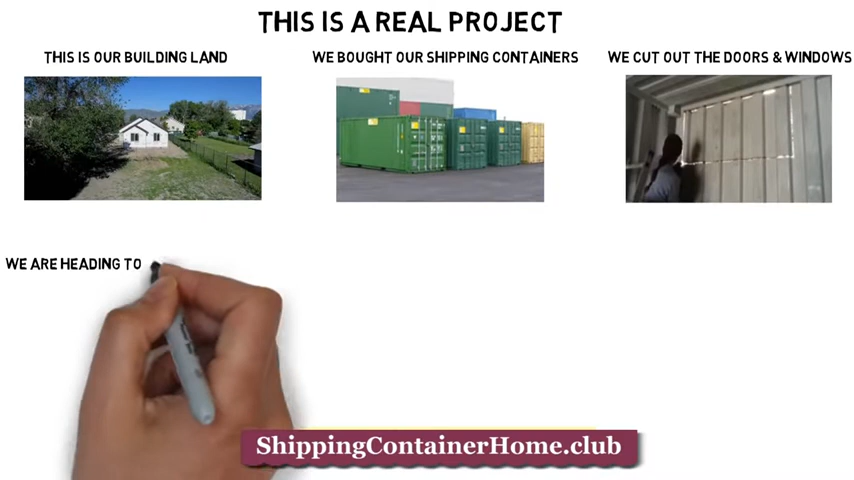 THIS IS A REAL PROJECT
THIS IS OUR BUILDING LAND
WE BOUGHT OUR SHIPPING CONTAINERS
WE CUT OUT THE DOORS & WINDOWS
WE ARE HEADING TO
ShippingContainerHome.club